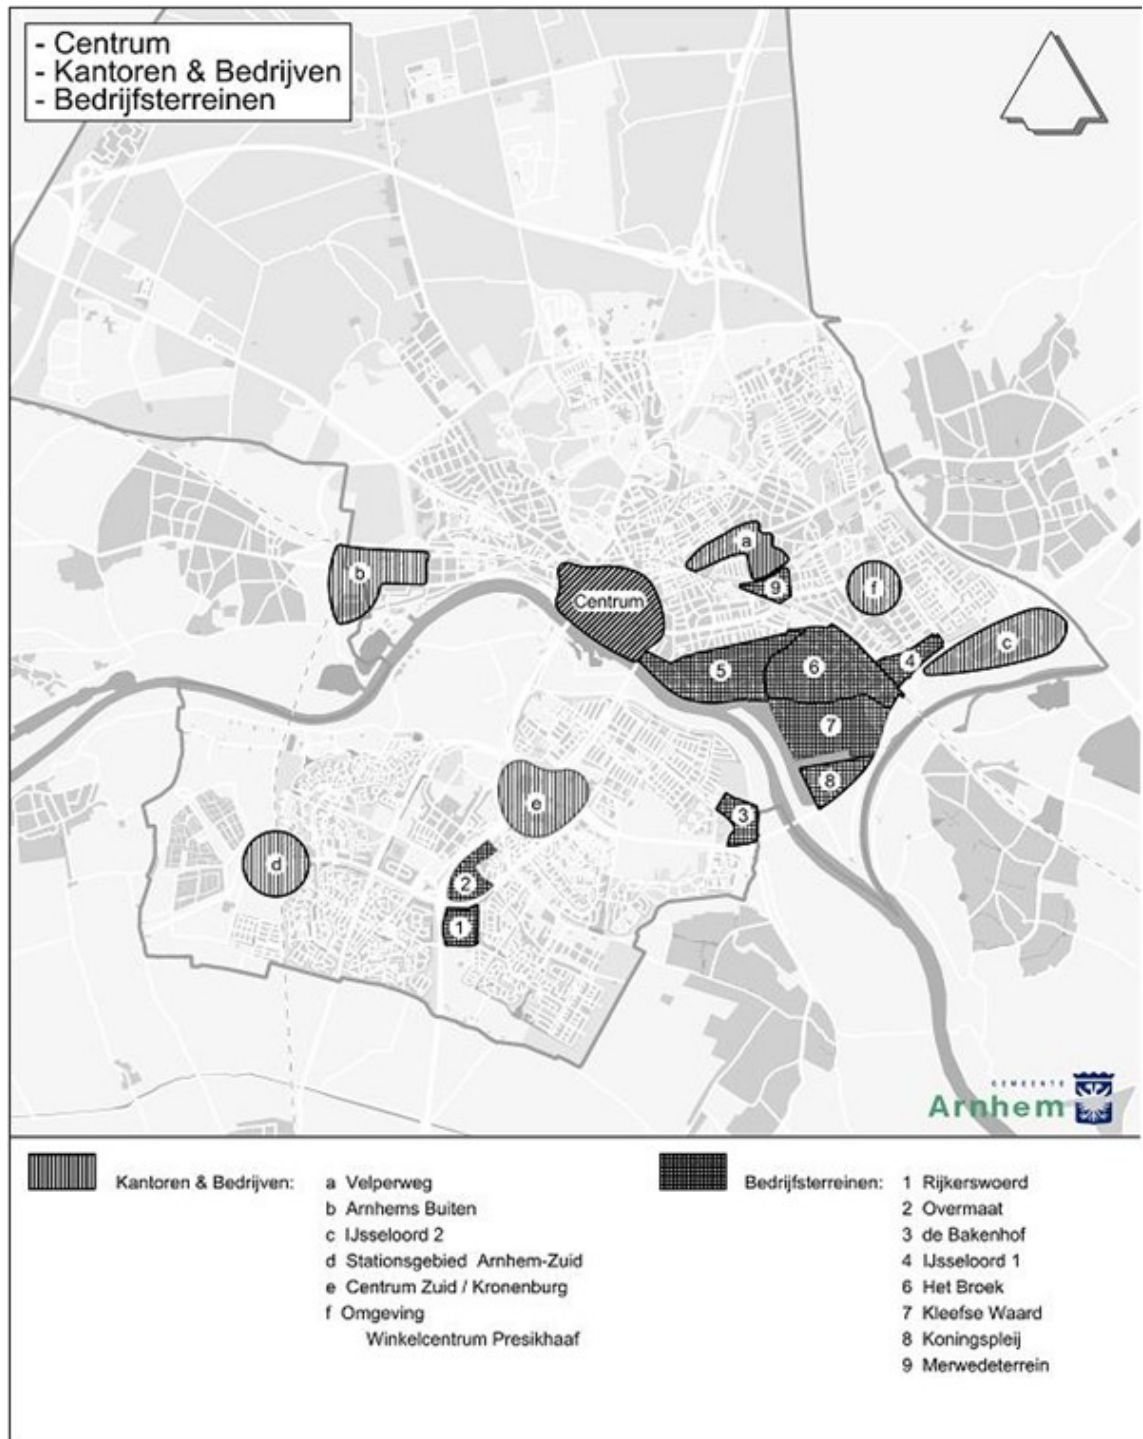 - Centrum
- Kantoren & Bedrijven
- Bedrijfsterreinen
a
b
Centrum
9
f
c
4
5
6
7
8
e
3
d
2
1
GEMEENTE
Arnhem
Kantoren & Bedrijven:
a Velperweg
b Arnhems Buiten
c IJsseloord 2
d Stationsgebied Arnhem-Zuid
e Centrum Zuid / Kronenburg
f Omgeving
Winkelcentrum Presikhaaf
Bedrijfsterreinen:
1 Rijkerswoerd
2 Overmaat
3 de Bakenhof
4 IJsseloord 1
6 Het Broek
7 Kleefse Waard
8 Koningspleij
9 Merwedeterrein